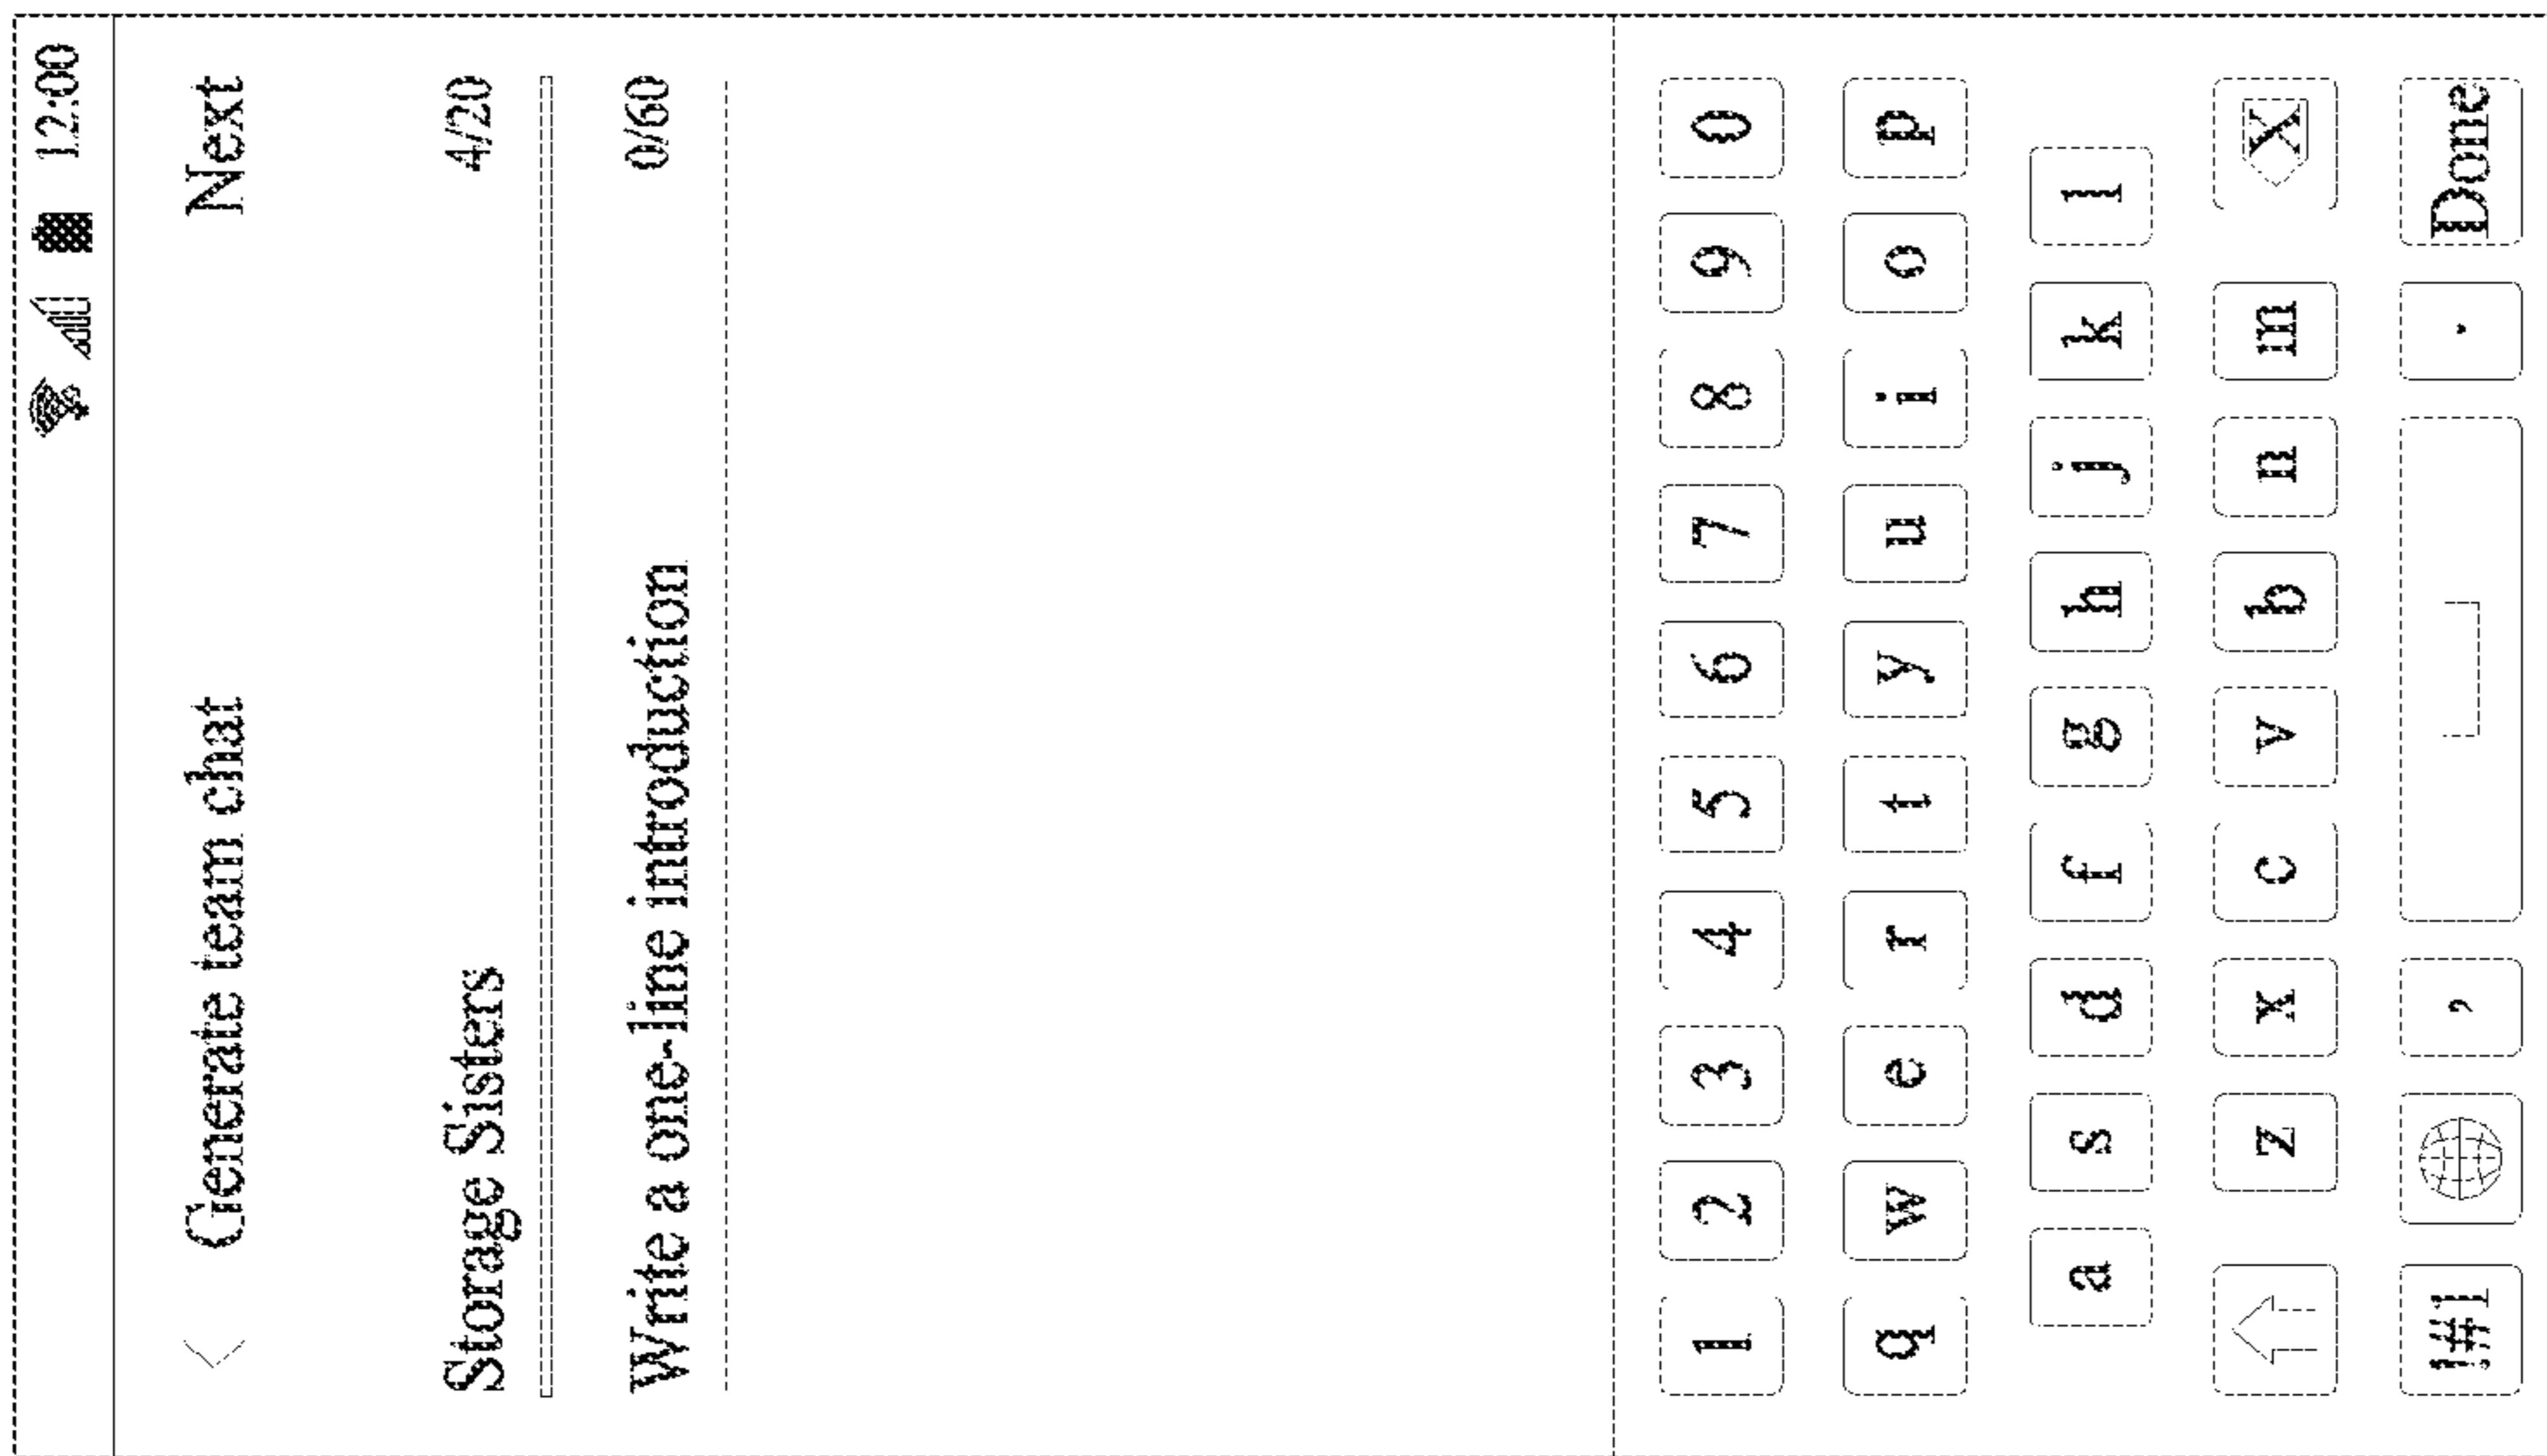 12:00
Generate team chat Next
Storage Sisters 4/20
Write a one-line introduction 0/60
1 2 3 4 5 6 7 8 9 0
q w e r t y u i o p
a s d f g h j k l
z x c v b n m X
!#1 , . Done